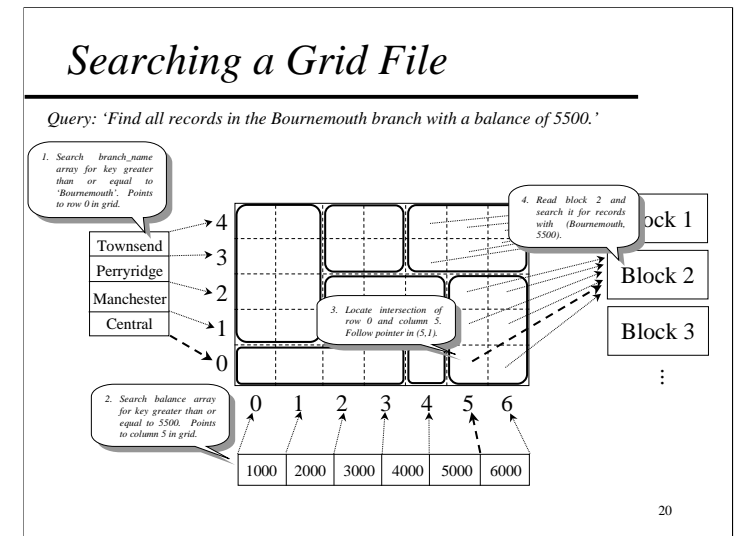 Searching a Grid File
Query: ‘Find all records in the Bournemouth branch with a balance of 5500.’
1. Search branch_name
array for key greater
than or equal to
‘Bournemouth’. Points
to row 0 in grid.
4. Read block 2 and
search it for records
with (Bournemouth,
5500).
ock 1
Block 2
Block 3
⋮
Townsend
Perryridge
Manchester
Central
4
3
2
1
0
3. Locate intersection of
row 0 and column 5.
Follow pointer in (5,1).
2. Search balance array
for key greater than or
equal to 5500. Points
to column 5 in grid.
0 1 2 3 4 5 6
1000 2000 3000 4000 5000 6000
20